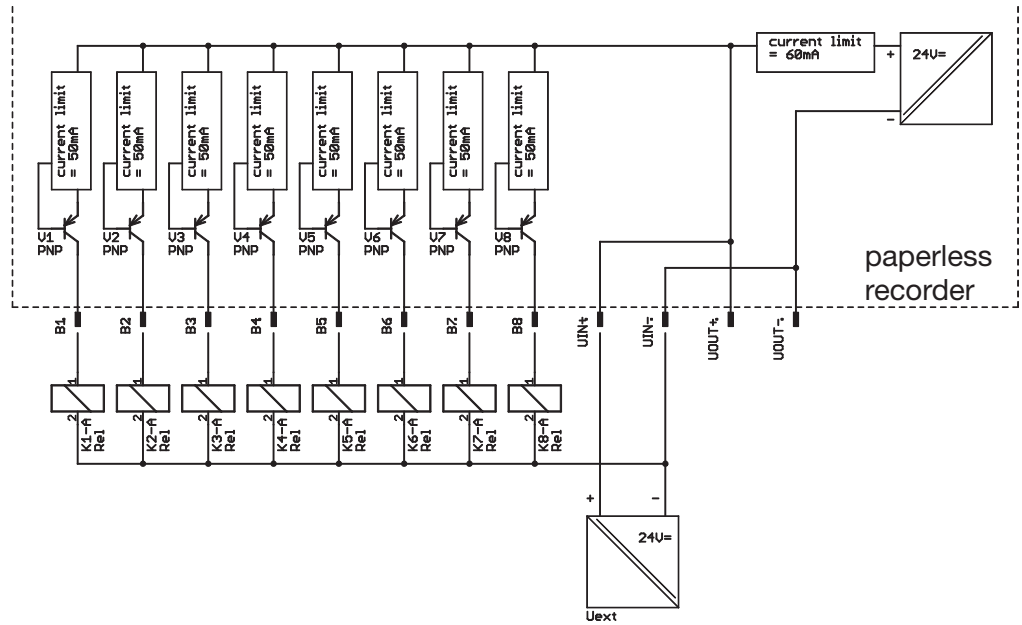 current limit
= 60mA
+
24V=
-
current limit
= 50mA
current limit
= 50mA
current limit
= 50mA
current limit
= 50mA
current limit
= 50mA
current limit
= 50mA
current limit
= 50mA
current limit
= 50mA
V1
PNP
V2
PNP
V3
PNP
V4
PNP
V5
PNP
V6
PNP
V7
PNP
V8
PNP
paperless
recorder
B1
B2
B3
B4
B5
B6
B7
B8
UIN+
UIN-
UOUT+
UOUT-
1
1
1
1
1
1
1
1
2
2
2
2
2
2
2
2
K1-A
Rel
K2-A
Rel
K3-A
Rel
K4-A
Rel
K5-A
Rel
K6-A
Rel
K7-A
Rel
K8-A
Rel
+
-
24V=
Uext